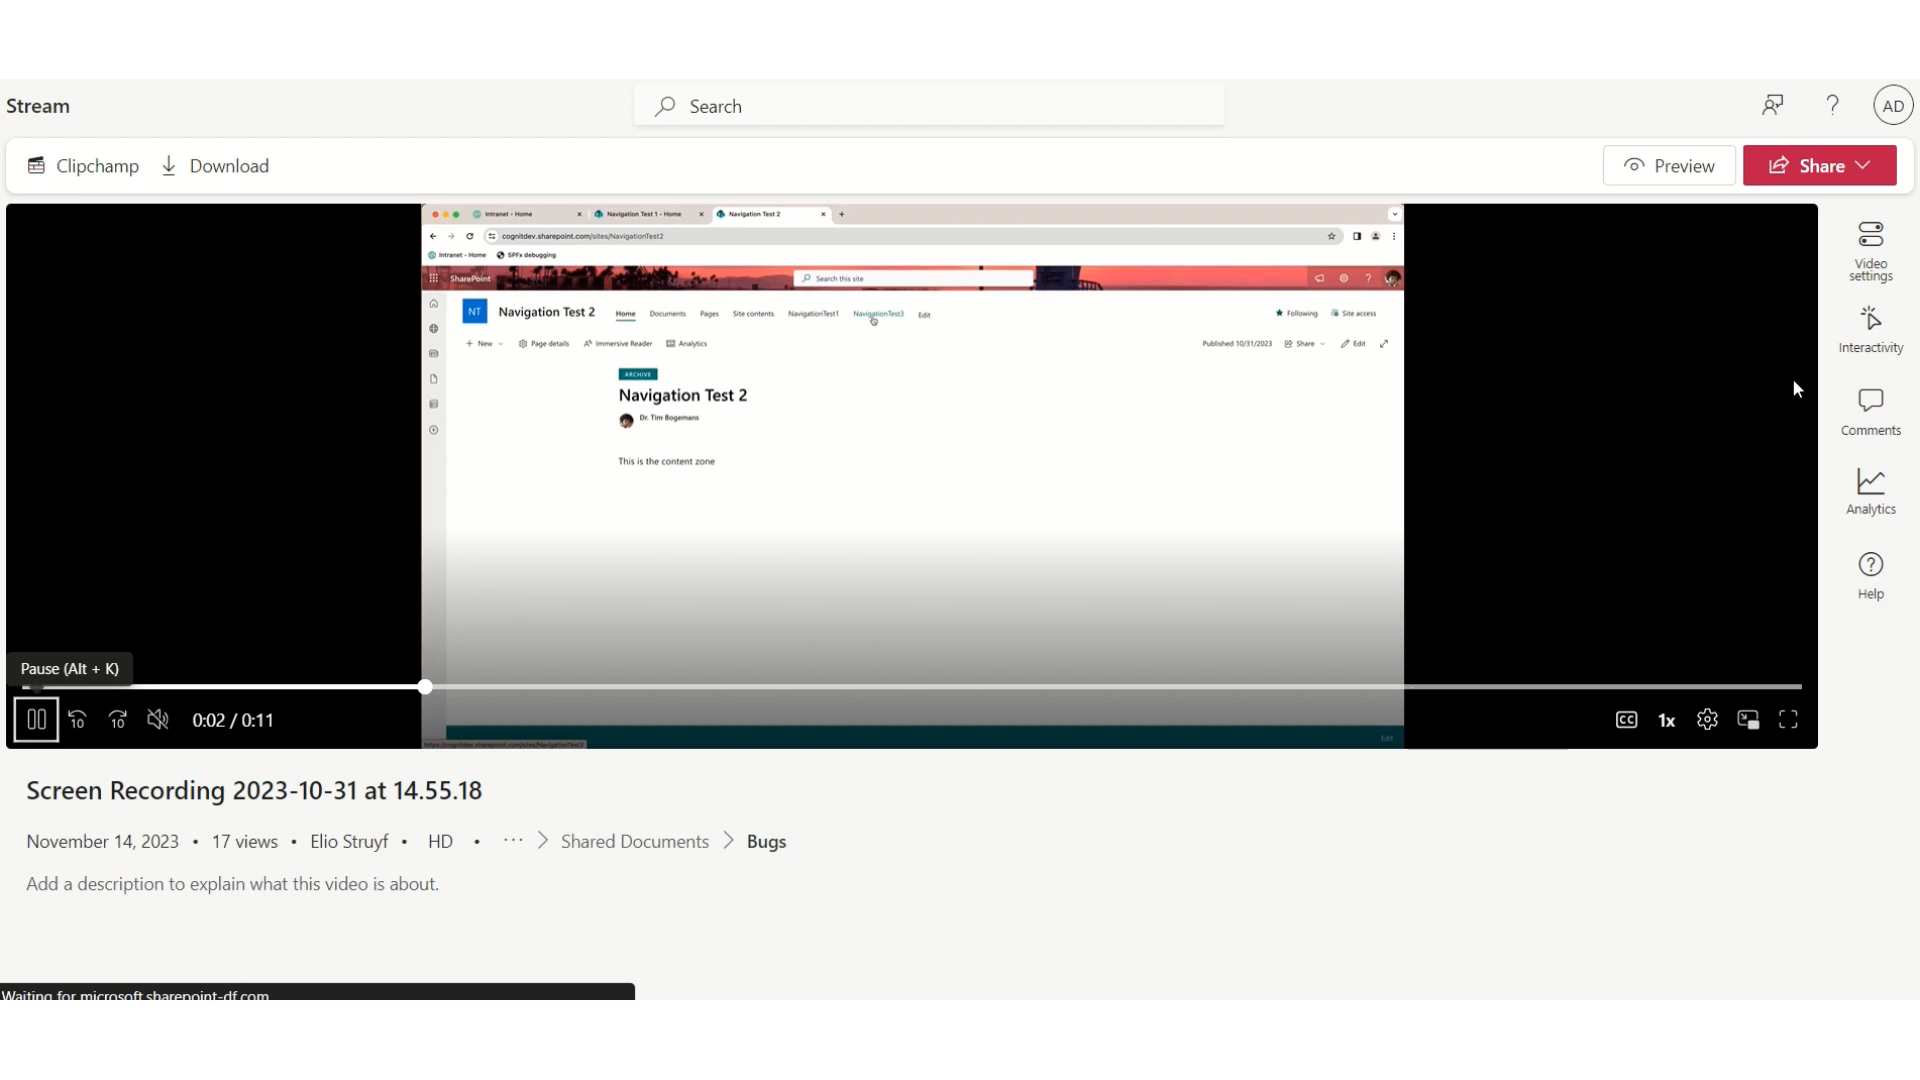 Stream
Search
AD
Clipchamp
Download
Preview
Share
Intranet - Home
Navigation Test 1 - Home
Navigation Test 2
cognitdev.sharepoint.com/sites/NavigationTest2
Intranet - Home
SPFx debugging
SharePoint
Search this site
NT
Navigation Test 2
Home
Documents
Pages
Site contents
NavigationTest1
NavigationTest3
Edit
Following
Site access
New
Page details
Immersive Reader
Analytics
Published 10/31/2023
Share
Edit
ARCHIVE
Navigation Test 2
Dr. Tim Bogemans
This is the content zone
Edit
Video
settings
Interactivity
Comments
Analytics
Help
Pause (Alt + K)
10
10
0:02 / 0:11
CC
1x
Screen Recording 2023-10-31 at 14.55.18
November 14, 2023 • 17 views • Elio Struyf • HD • ··· > Shared Documents > Bugs
Add a description to explain what this video is about.
Waiting for microsoft.sharepoint-df.com